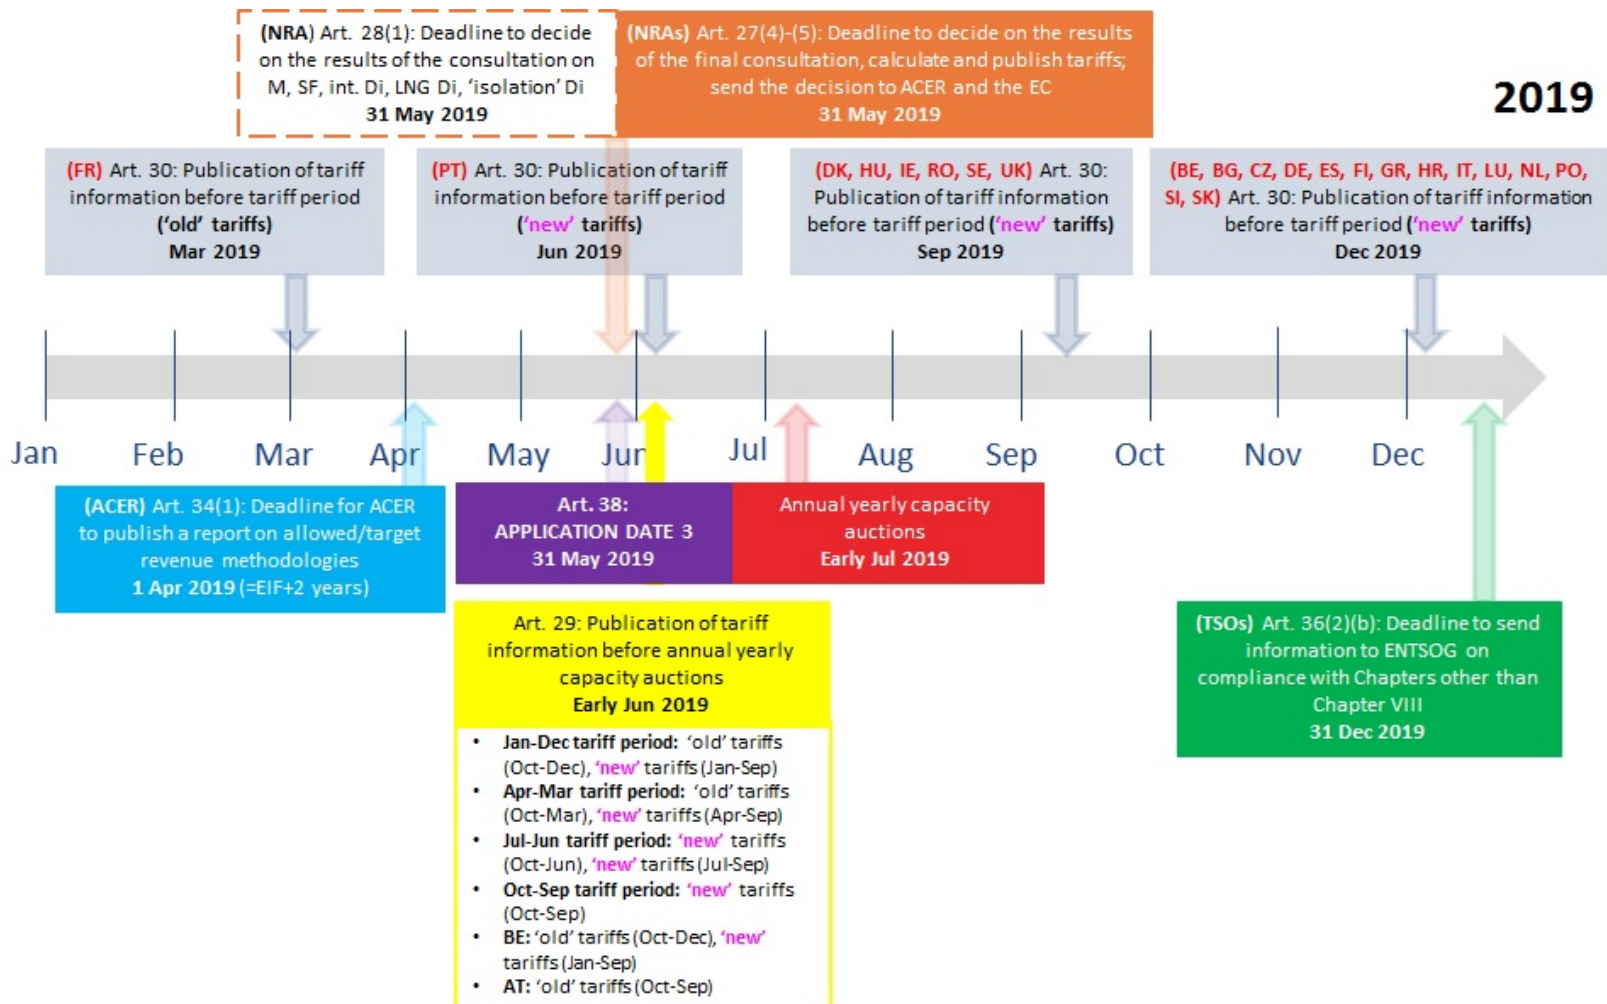 (NRA) Art. 28(1): Deadline to decide
on the results of the consultation on
M, SF, int. Di, LNG Di, ‘isolation’ Di
31 May 2019
(NRAs) Art. 27(4)-(5): Deadline to decide on the results
of the final consultation, calculate and publish tariffs;
send the decision to ACER and the EC
31 May 2019
2019
(FR) Art. 30: Publication of tariff
information before tariff period
(‘old’ tariffs)
Mar 2019
(PT) Art. 30: Publication of tariff
information before tariff period
(‘new’ tariffs)
Jun 2019
(DK, HU, IE, RO, SE, UK) Art. 30:
Publication of tariff information
before tariff period (‘new’ tariffs)
Sep 2019
(BE, BG, CZ, DE, ES, FI, GR, HR, IT, LU, NL, PO,
SI, SK) Art. 30: Publication of tariff information
before tariff period (‘new’ tariffs)
Dec 2019
Jan Feb Mar Apr May Jun Jul Aug Sep Oct Nov Dec
(ACER) Art. 34(1): Deadline for ACER
to publish a report on allowed/target
revenue methodologies
1 Apr 2019 (=EIF+2 years)
Art. 38:
APPLICATION DATE 3
31 May 2019
Annual yearly capacity
auctions
Early Jul 2019
Art. 29: Publication of tariff
information before annual yearly
capacity auctions
Early Jun 2019
• Jan-Dec tariff period: ‘old’ tariffs
(Oct-Dec), ‘new’ tariffs (Jan-Sep)
• Apr-Mar tariff period: ‘old’ tariffs
(Oct-Mar), ‘new’ tariffs (Apr-Sep)
• Jul-Jun tariff period: ‘new’ tariffs
(Oct-Jun), ‘new’ tariffs (Jul-Sep)
• Oct-Sep tariff period: ‘new’ tariffs
(Oct-Sep)
• BE: ‘old’ tariffs (Oct-Dec), ‘new’
tariffs (Jan-Sep)
• AT: ‘old’ tariffs (Oct-Sep)
(TSOs) Art. 36(2)(b): Deadline to send
information to ENTSOG on
compliance with Chapters other than
Chapter VIII
31 Dec 2019